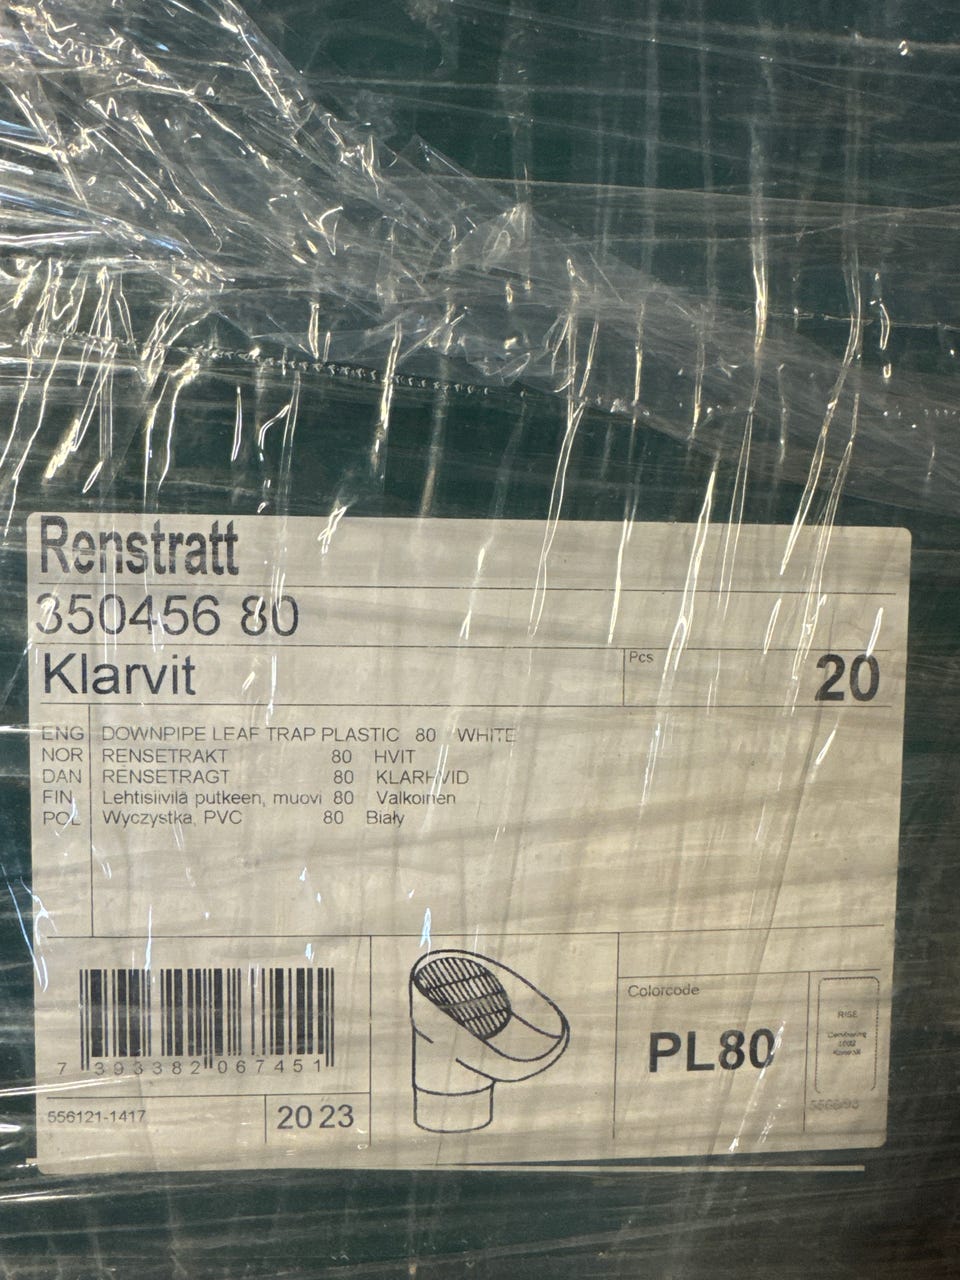 Renstratt
350456 80
Klarvit
Pcs
20
ENG DOWNPIPE LEAF TRAP PLASTIC 80 WHITE
NOR RENSETRAKT 80 HVIT
DAN RENSETRAGT 80 KLARHVID
FIN Lehtisiivilä putkeen, muovi 80 Valkoinen
POL Wyczystka, PVC 80 Biały
7 393382 067451
556121-1417
20 23
Colorcode
PL80
RISE